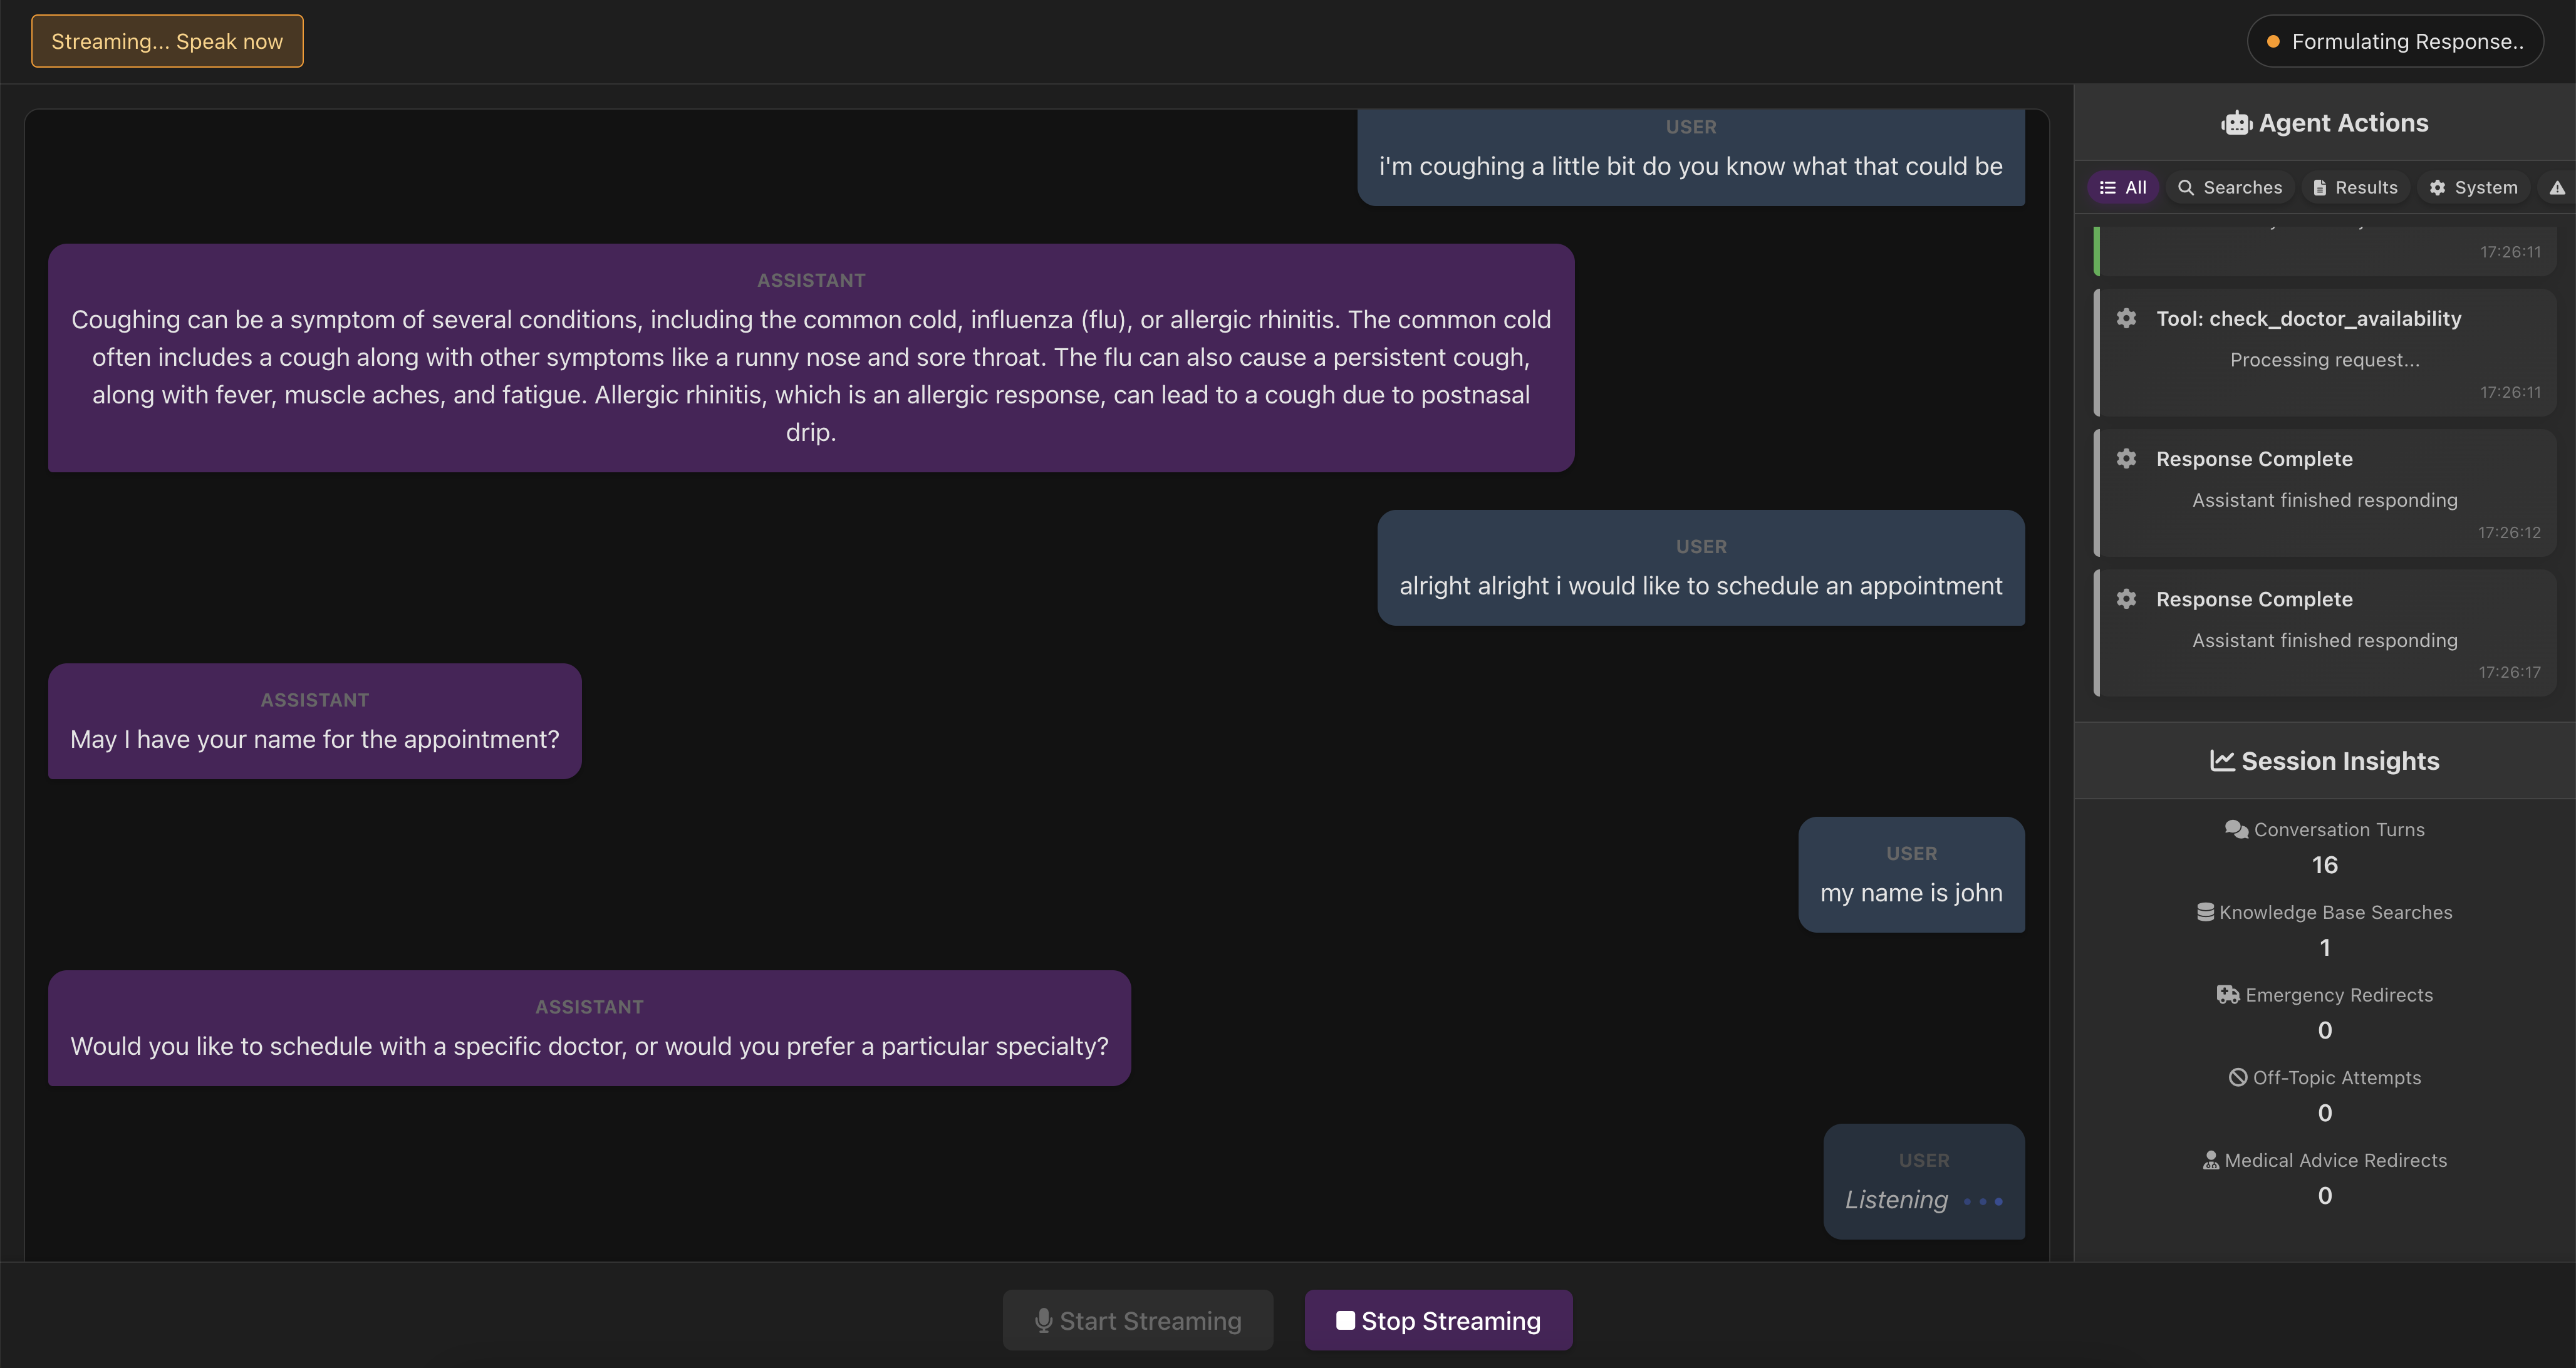 Streaming... Speak now
Formulating Response..
USER
i'm coughing a little bit do you know what that could be
ASSISTANT
Coughing can be a symptom of several conditions, including the common cold, influenza (flu), or allergic rhinitis. The common cold
often includes a cough along with other symptoms like a runny nose and sore throat. The flu can also cause a persistent cough,
along with fever, muscle aches, and fatigue. Allergic rhinitis, which is an allergic response, can lead to a cough due to postnasal
drip.
USER
alright alright i would like to schedule an appointment
ASSISTANT
May I have your name for the appointment?
USER
my name is john
ASSISTANT
Would you like to schedule with a specific doctor, or would you prefer a particular specialty?
USER
Listening
Start Streaming
Stop Streaming
Agent Actions
All Searches Results System
17:26:11
Tool: check_doctor_availability
Processing request...
17:26:11
Response Complete
Assistant finished responding
17:26:12
Response Complete
Assistant finished responding
17:26:17
Session Insights
Conversation Turns
16
Knowledge Base Searches
1
Emergency Redirects
0
Off-Topic Attempts
0
Medical Advice Redirects
0